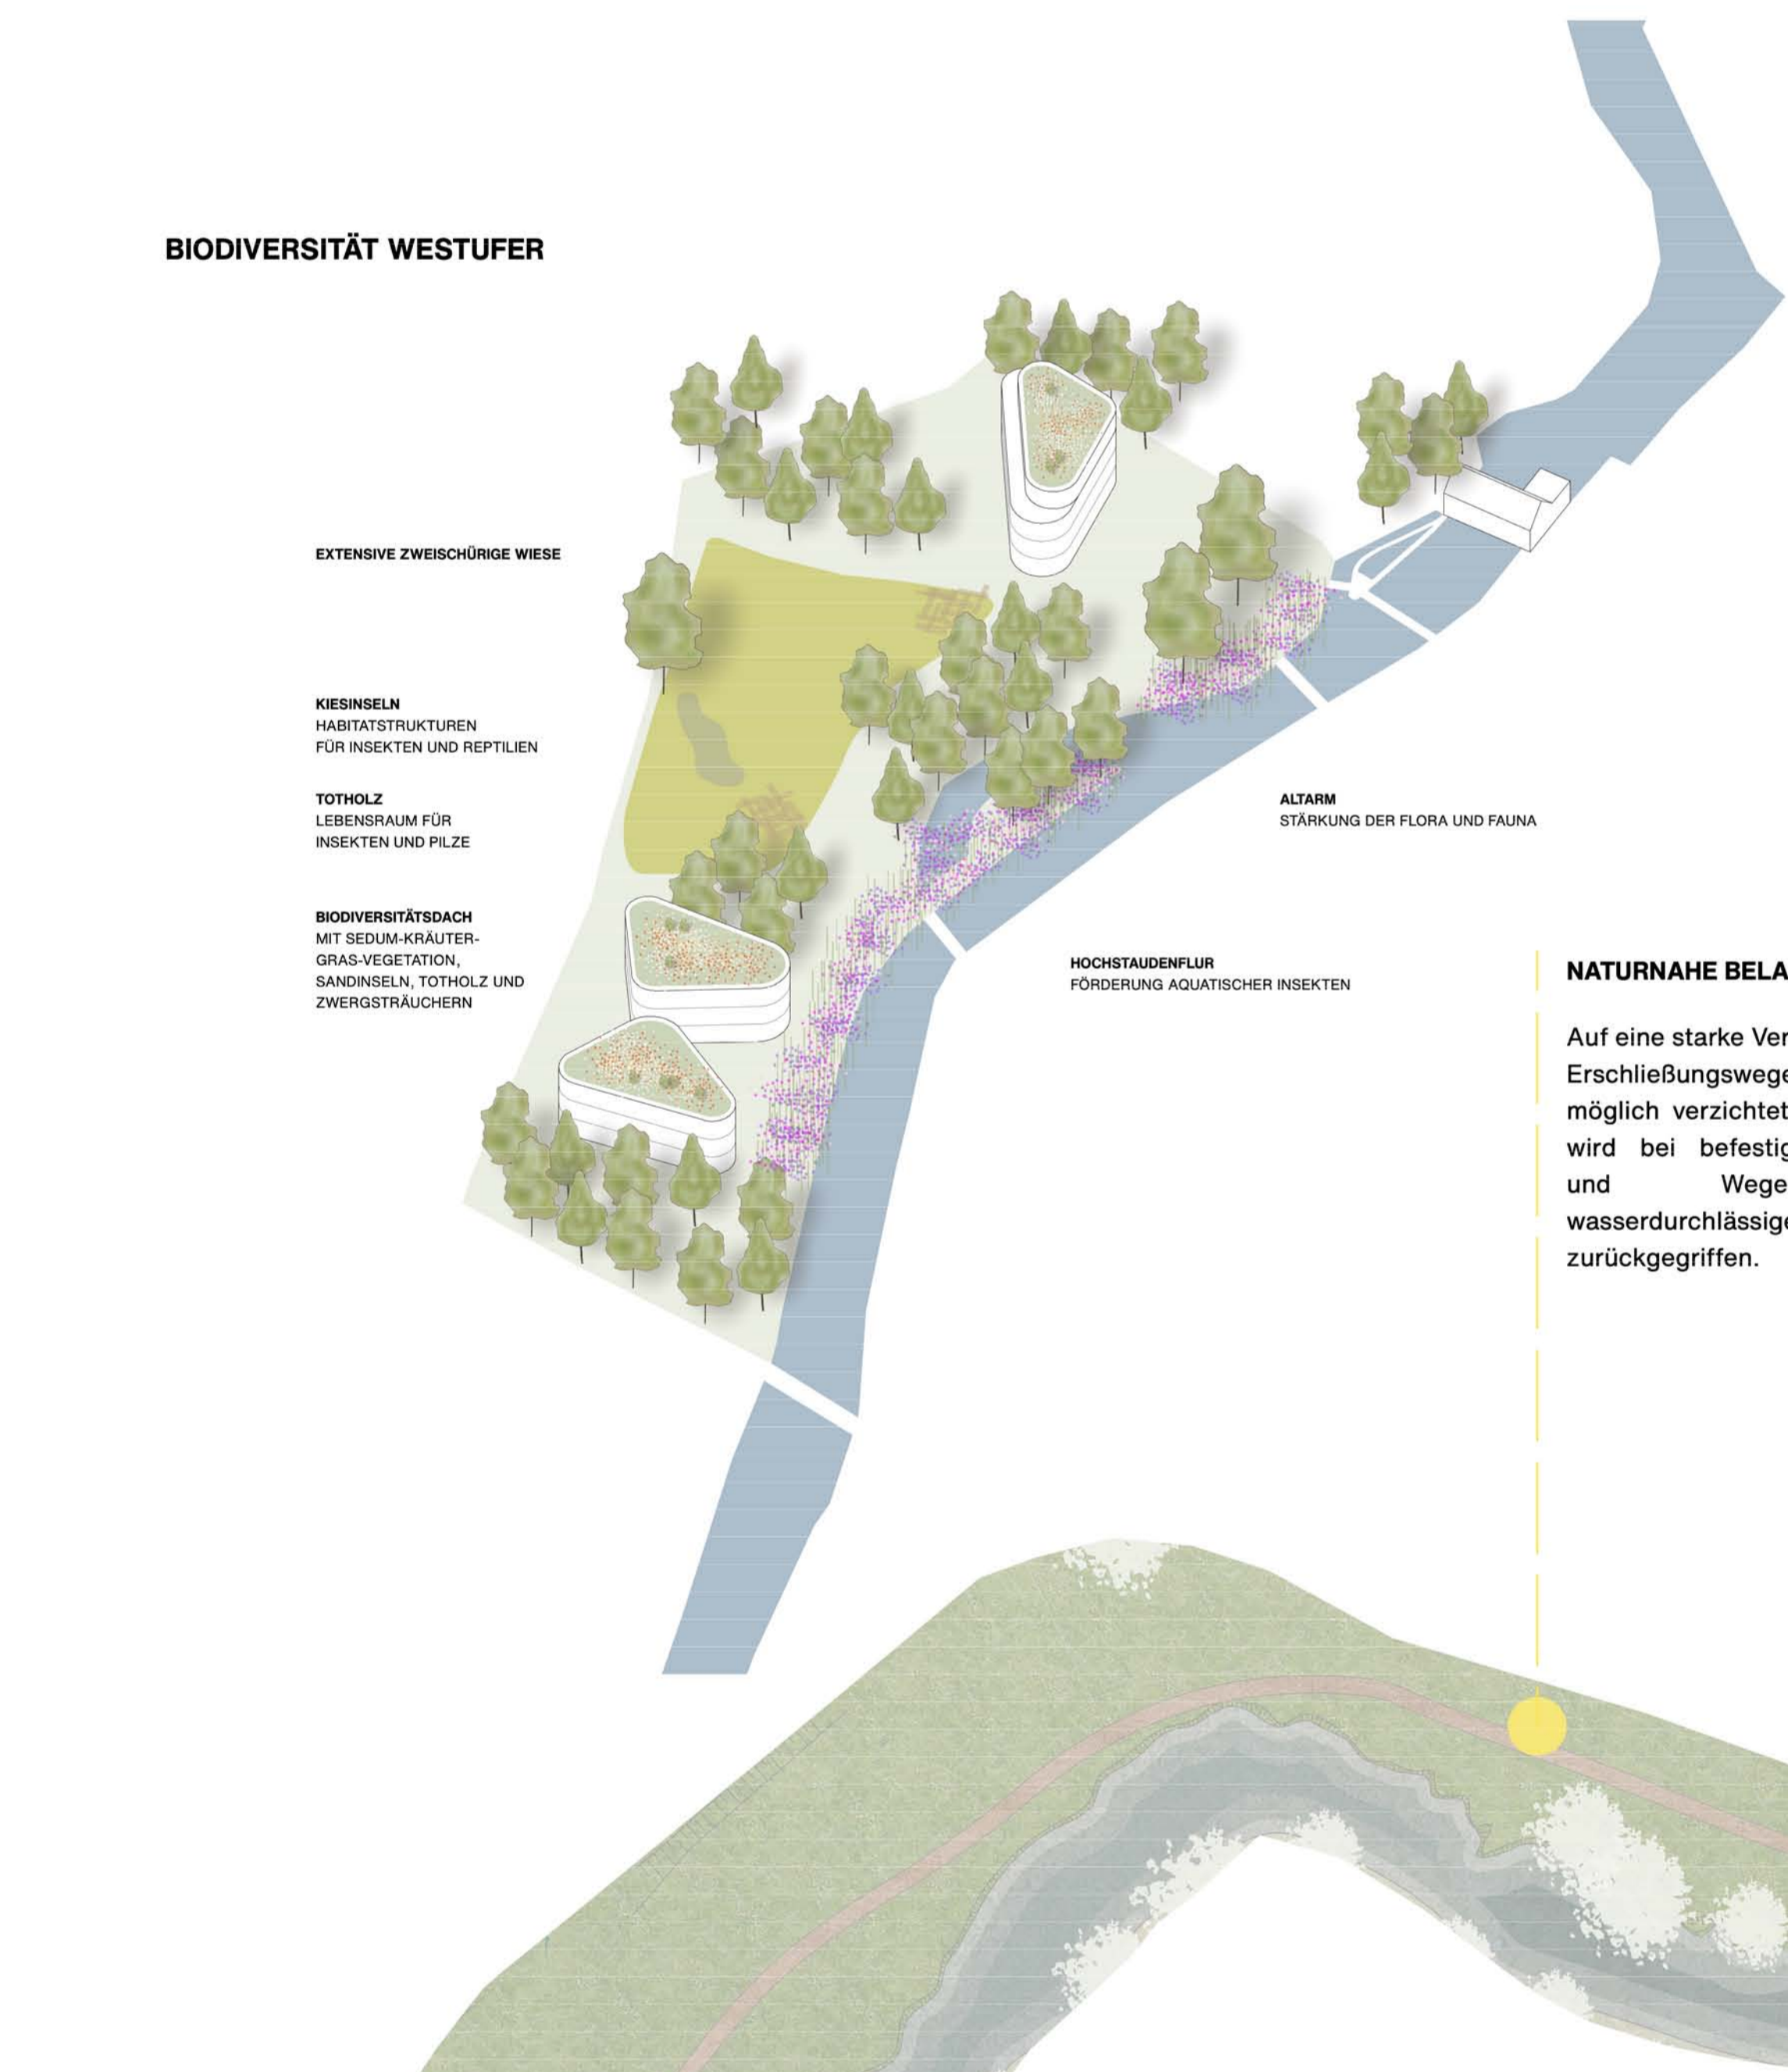 BIODIVERSITÄT WESTUFER
EXTENSIVE ZWEISCHÜRIGE WIESE
KIESINSELN
HABITATSTRUKTUREN
FÜR INSEKTEN UND REPTILIEN
TOTHOLZ
LEBENSRAUM FÜR
INSEKTEN UND PILZE
BIODIVERSITÄTSDACH
MIT SEDUM-KRÄUTER-
GRAS-VEGETATION,
SANDINSELN, TOTHOLZ UND
ZWERGSTRÄUCHERN
ALTARM
STÄRKUNG DER FLORA UND FAUNA
HOCHSTAUDENFLUR
FÖRDERUNG AQUATISCHER INSEKTEN
NATURNAHE BELA
Auf eine starke Ver
Erschließungswege
möglich verzichtet
wird bei befestig
und Wege
wasserdurchlässige
zurückgegriffen.